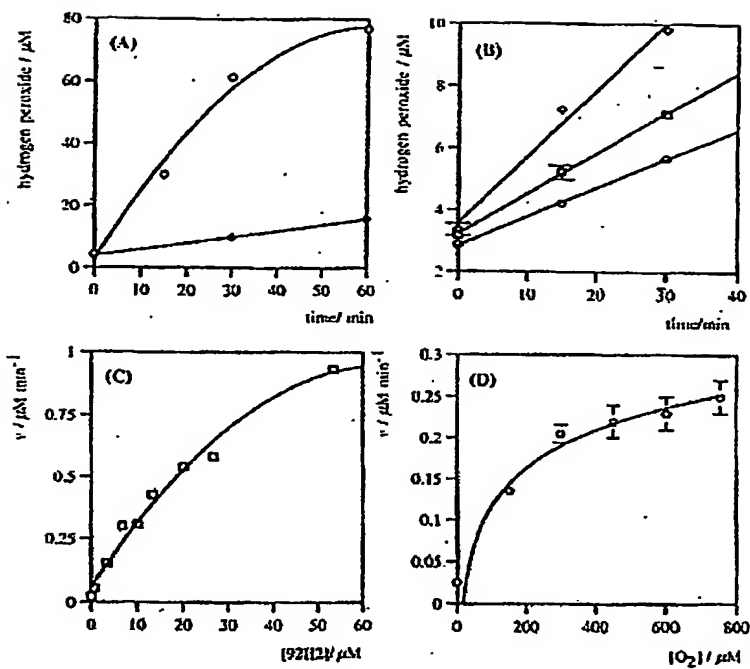 (A)
hydrogen peroxide / µM
80
60
40
20
0
0 10 20 30 40 50 60
time/ min
(B)
hydrogen peroxide / µM
10
8
6
4
2
0 10 20 30 40
time/min
(C)
v / µM min⁻¹
1
0.75
0.5
0.25
0
0 10 20 30 40 50 60
[92H2]/µM
(D)
v / µM min⁻¹
0.3
0.25
0.2
0.15
0.1
0.05
0
0 200 400 600 800
[O₂] / µM